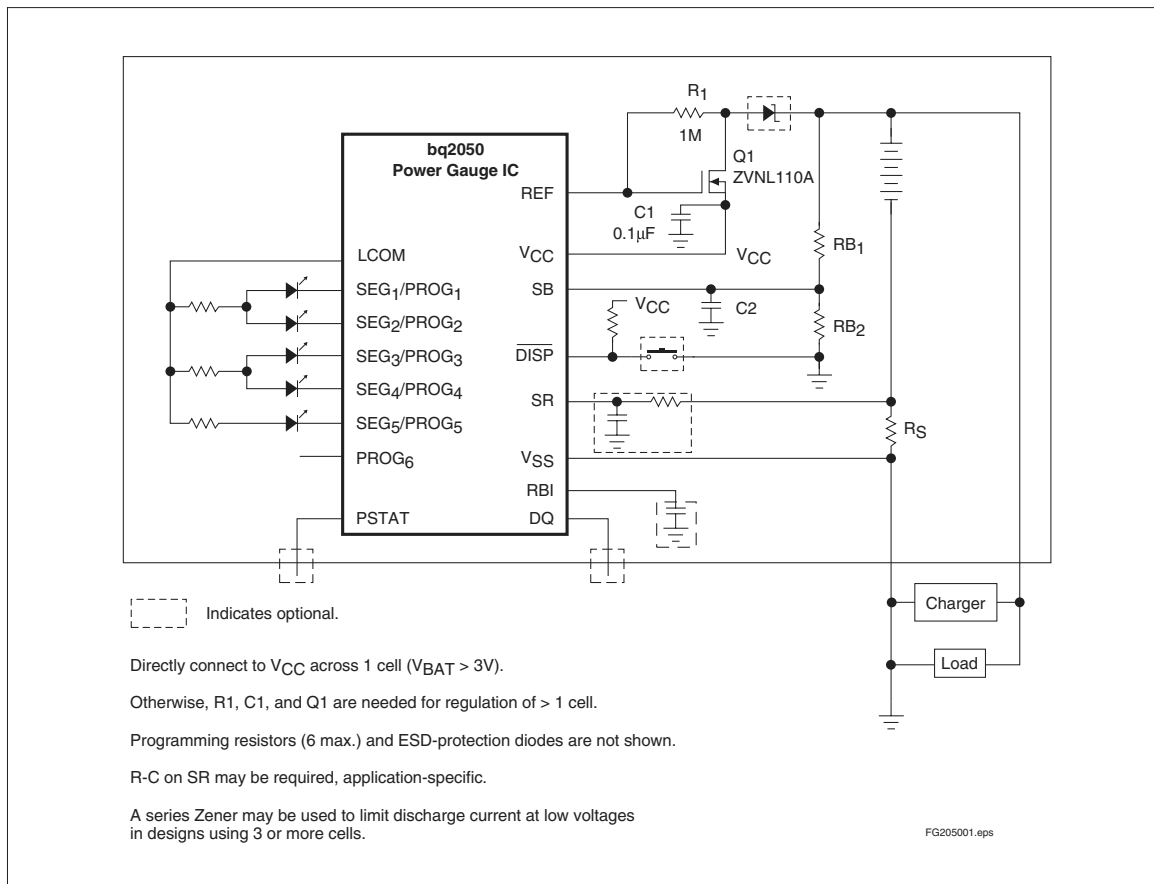 bq2050
Power Gauge IC
REF
VCC
SB
DISP
SR
VSS
RBI
DQ
LCOM
SEG1/PROG1
SEG2/PROG2
SEG3/PROG3
SEG4/PROG4
SEG5/PROG5
PROG6
PSTAT
R1
1M
Q1
ZVNL110A
C1
0.1µF
VCC
RB1
C2
VCC
RB2
RS
Charger
Load
Indicates optional.
Directly connect to VCC across 1 cell (VBAT > 3V).
Otherwise, R1, C1, and Q1 are needed for regulation of > 1 cell.
Programming resistors (6 max.) and ESD-protection diodes are not shown.
R-C on SR may be required, application-specific.
A series Zener may be used to limit discharge current at low voltages
in designs using 3 or more cells.
FG205001.eps